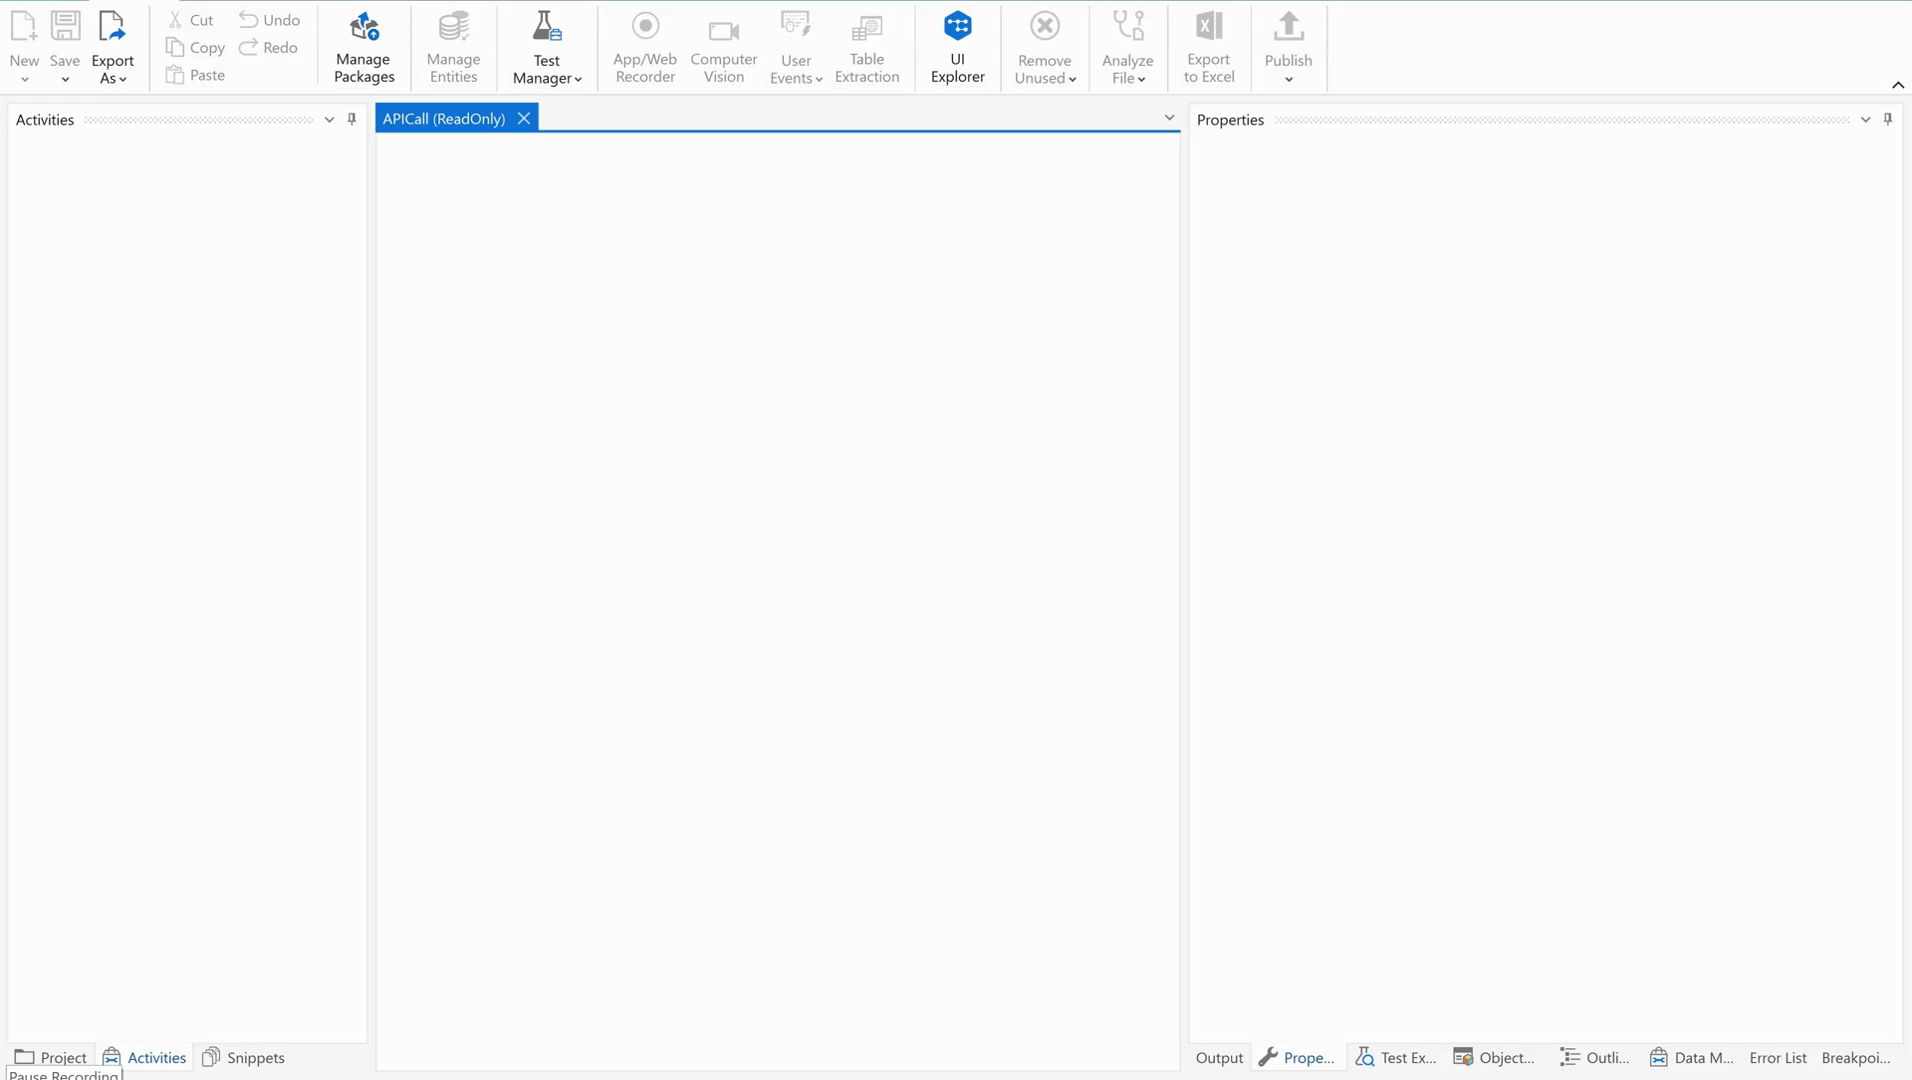 New
Save
Export
As
Cut
Copy
Paste
Undo
Redo
Manage
Packages
Manage
Entities
Test
Manager
App/Web
Recorder
Computer
Vision
User
Events
Table
Extraction
UI
Explorer
Remove
Unused
Analyze
File
Export
to Excel
Publish
Activities
APICall (ReadOnly)
Properties
Project
Activities
Snippets
Output
Prope...
Test Ex...
Object...
Outli...
Data M...
Error List
Breakpoi...
Pause Recording